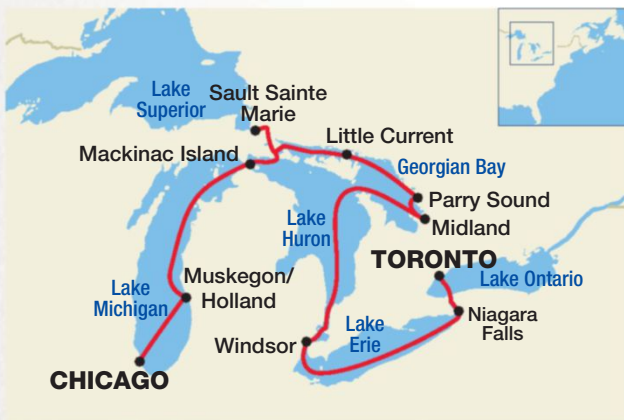 Lake
Superior
Sault Sainte
Marie
Mackinac Island
Little Current
Georgian Bay
Parry Sound
Midland
Lake
Huron
TORONTO
Lake Ontario
Lake
Michigan
Muskegon/
Holland
Niagara
Falls
Windsor
Lake
Erie
CHICAGO